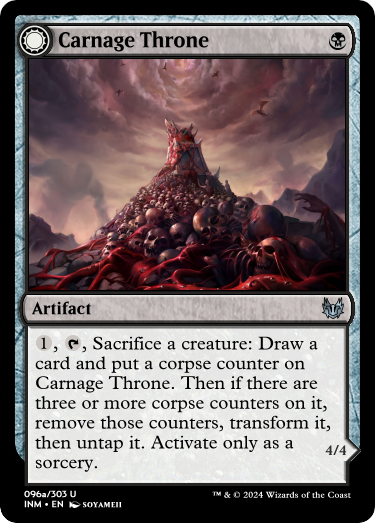 Carnage Throne
Artifact
1, T, Sacrifice a creature: Draw a
card and put a corpse counter on
Carnage Throne. Then if there are
three or more corpse counters on it,
remove those counters, transform it,
then untap it. Activate only as a
sorcery.
4/4
096a/303 U
INM • EN SOYAMEII
™ & © 2024 Wizards of the Coast